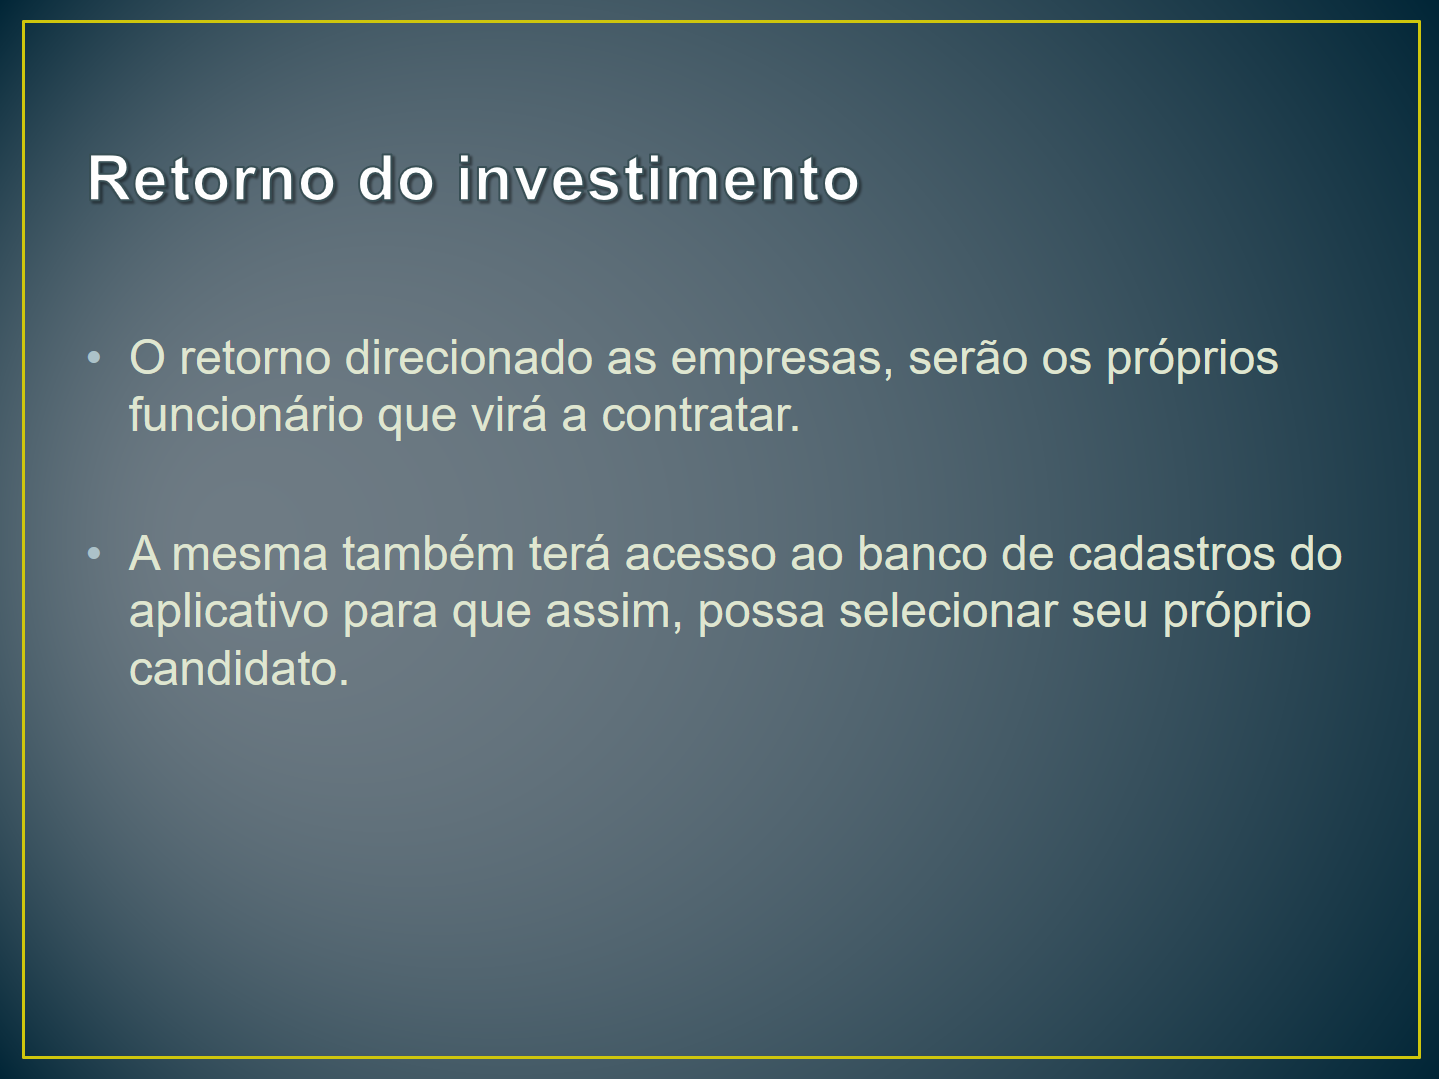 Retorno do investimento
• O retorno direcionado as empresas, serão os próprios
funcionário que virá a contratar.
• A mesma também terá acesso ao banco de cadastros do
aplicativo para que assim, possa selecionar seu próprio
candidato.